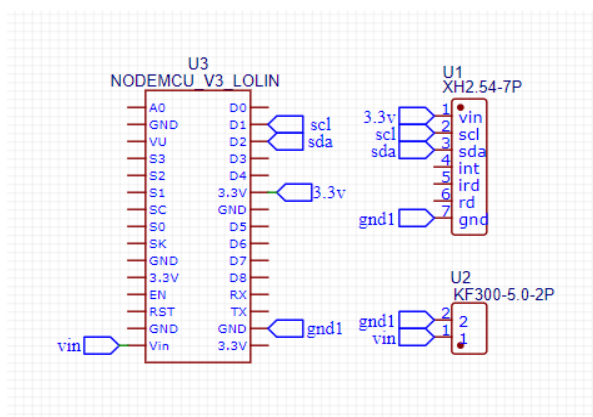 U3
NODEMCU_V3_LOLIN
A0 D0
GND D1 scl
VU D2 sda
S3 D3
S2 D4
S1 3.3V 3.3v
SC GND
S0 D5
SK D6
GND D7
3.3V D8
EN RX
RST TX
GND GND gnd1
vin Vin 3.3V
U1
XH2.54-7P
3.3v 1 vin
scl 2 scl
sda 3 sda
4 int
5 ird
6 rd
gnd1 7 gnd
U2
KF300-5.0-2P
gnd1 2 2
vin 1 1